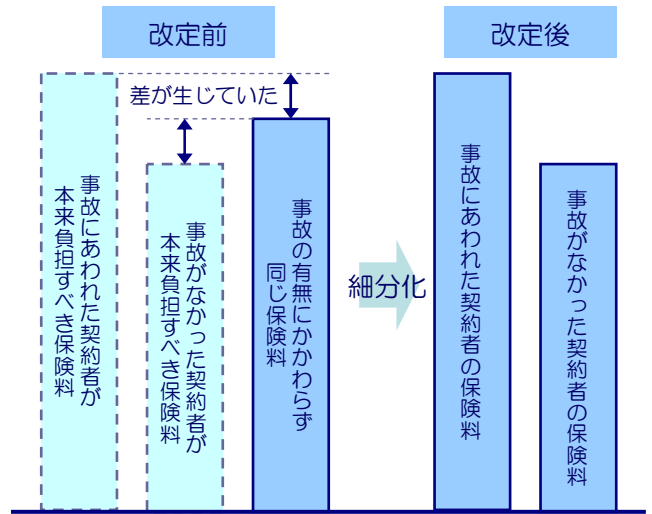 改定前
改定後
差が生じていた
事故にあわれた契約者が
本来負担すべき保険料
事故がなかった契約者が
本来負担すべき保険料
事故の有無にかかわらず
同じ保険料
細分化
事故にあわれた契約者の保険料
事故がなかった契約者の保険料